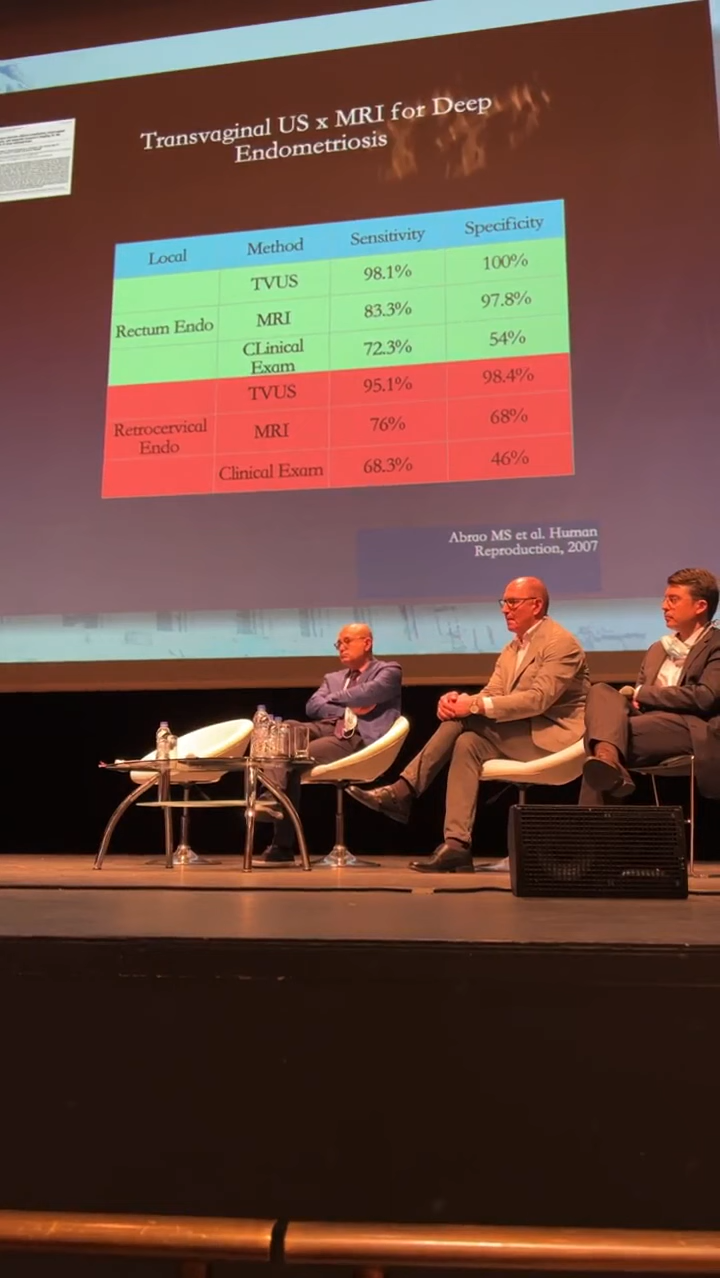 Transvaginal US x MRI for Deep
Endometriosis
Local Method Sensitivity Specificity
TVUS 98.1% 100%
Rectum Endo MRI 83.3% 97.8%
CLinical
Exam 72.3% 54%
TVUS 95.1% 98.4%
Retrocervical
Endo MRI 76% 68%
Clinical Exam 68.3% 46%
Abrao MS et al. Human
Reproduction, 2007